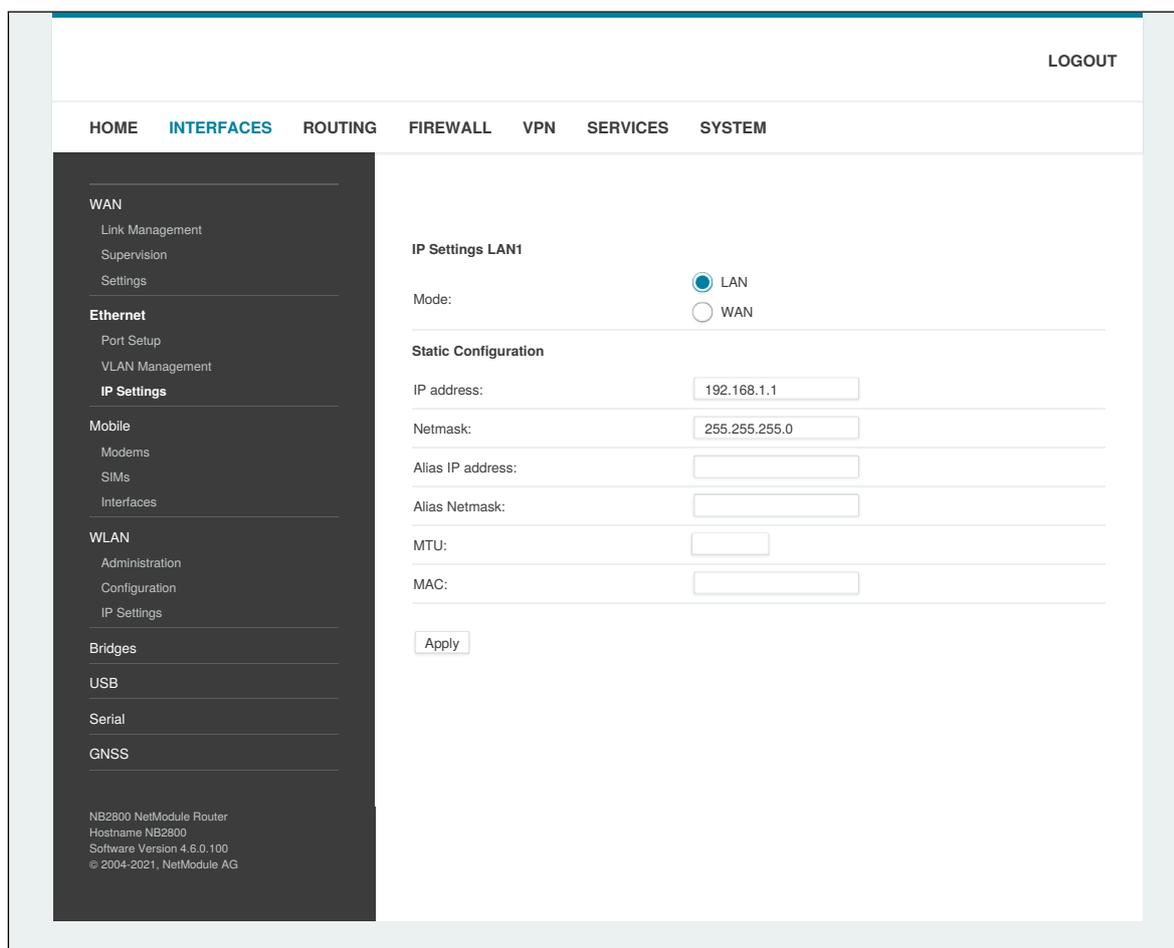 LOGOUT
HOME INTERFACES ROUTING FIREWALL VPN SERVICES SYSTEM
WAN
Link Management
Supervision
Settings
Ethernet
Port Setup
VLAN Management
IP Settings
Mobile
Modems
SIMs
Interfaces
WLAN
Administration
Configuration
IP Settings
Bridges
USB
Serial
GNSS
NB2800 NetModule Router
Hostname NB2800
Software Version 4.6.0.100
© 2004-2021, NetModule AG
IP Settings LAN1
Mode:
LAN
WAN
Static Configuration
IP address: 192.168.1.1
Netmask: 255.255.255.0
Alias IP address:
Alias Netmask:
MTU:
MAC:
Apply